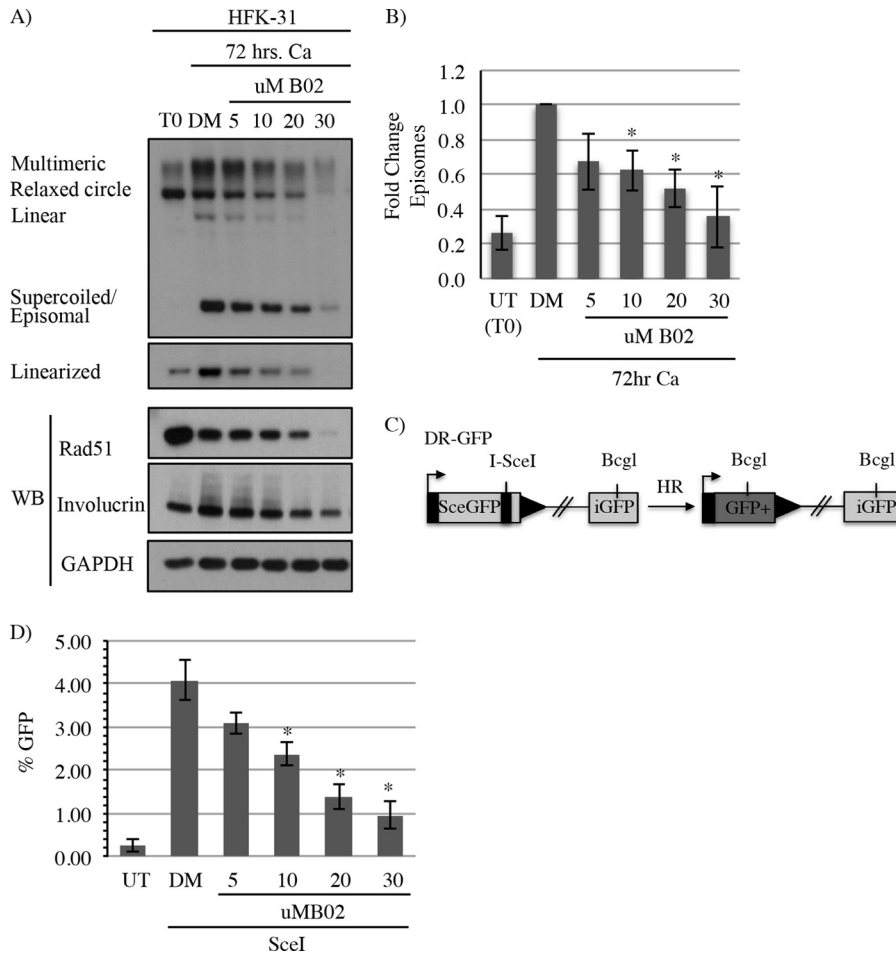 A)
HFK-31
72 hrs. Ca
uM B02
T0 DM 5 10 20 30
Multimeric
Relaxed circle
Linear
Supercoiled/
Episomal
Linearized
WB
Rad51
Involucrin
GAPDH
B)
Fold Change
Episomes
1.2
1.0
0.8
0.6
0.4
0.2
0.0
* * *
UT DM 5 10 20 30
(T0)
uM B02
72hr Ca
C)
DR-GFP
I-SceI Bcgl Bcgl Bcgl
SceGFP iGFP HR GFP+ iGFP
D)
% GFP
5.00
4.00
3.00
2.00
1.00
0.00
* * *
UT DM 5 10 20 30
uMB02
SceI